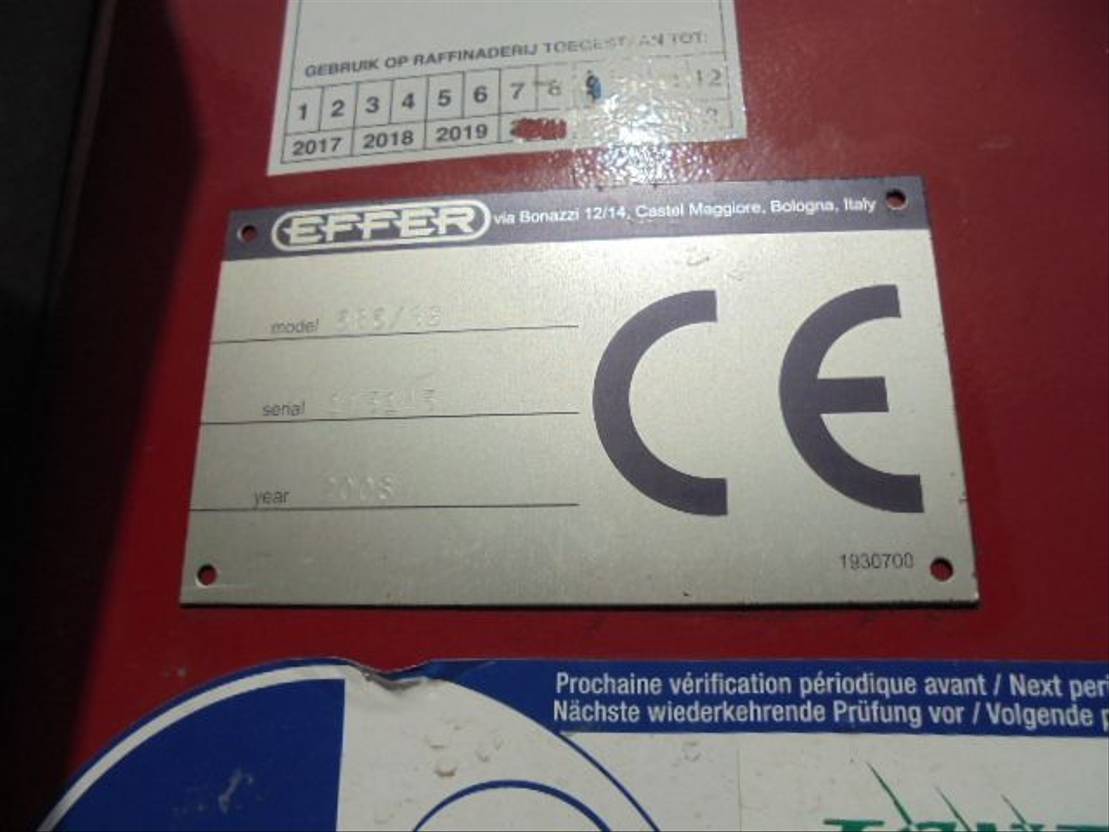 GEBRUIK OP RAFFINADERIJ TOEGESTAAN TOT:
1 2 3 4 5 6 7 8 9 12
2017 2018 2019
EFFER via Bonazzi 12/14, Castel Maggiore, Bologna, Italy
model
serial
year
CE
1930700
Prochaine vérification périodique avant / Next peri
Nächste wiederkehrende Prüfung vor / Volgende p